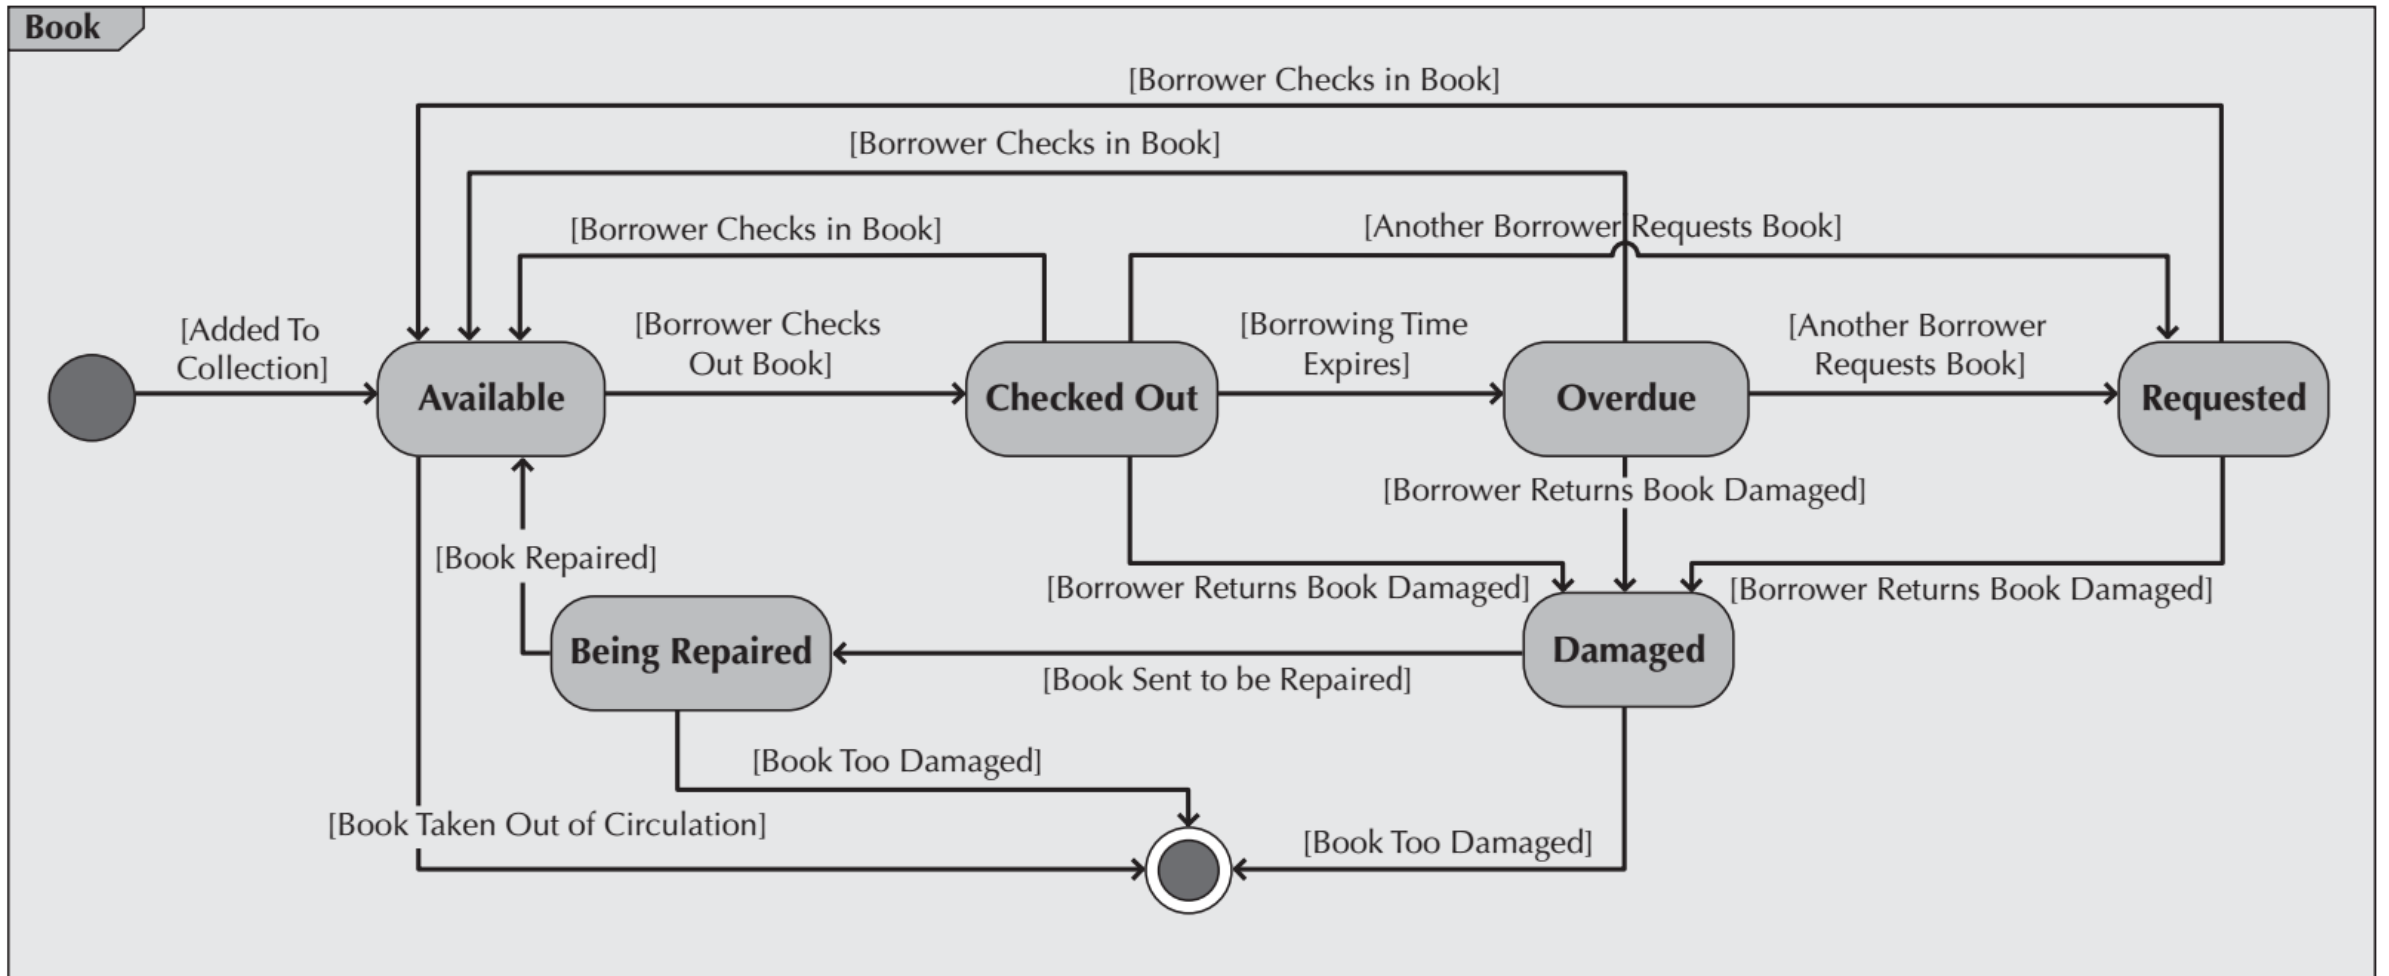 Book
[Borrower Checks in Book]
[Borrower Checks in Book]
[Borrower Checks in Book]
[Another Borrower Requests Book]
[Added To
Collection]
[Borrower Checks
Out Book]
[Borrowing Time
Expires]
[Another Borrower
Requests Book]
Available
Checked Out
Overdue
Requested
[Borrower Returns Book Damaged]
[Book Repaired]
[Borrower Returns Book Damaged]
[Borrower Returns Book Damaged]
Being Repaired
Damaged
[Book Sent to be Repaired]
[Book Too Damaged]
[Book Taken Out of Circulation]
[Book Too Damaged]